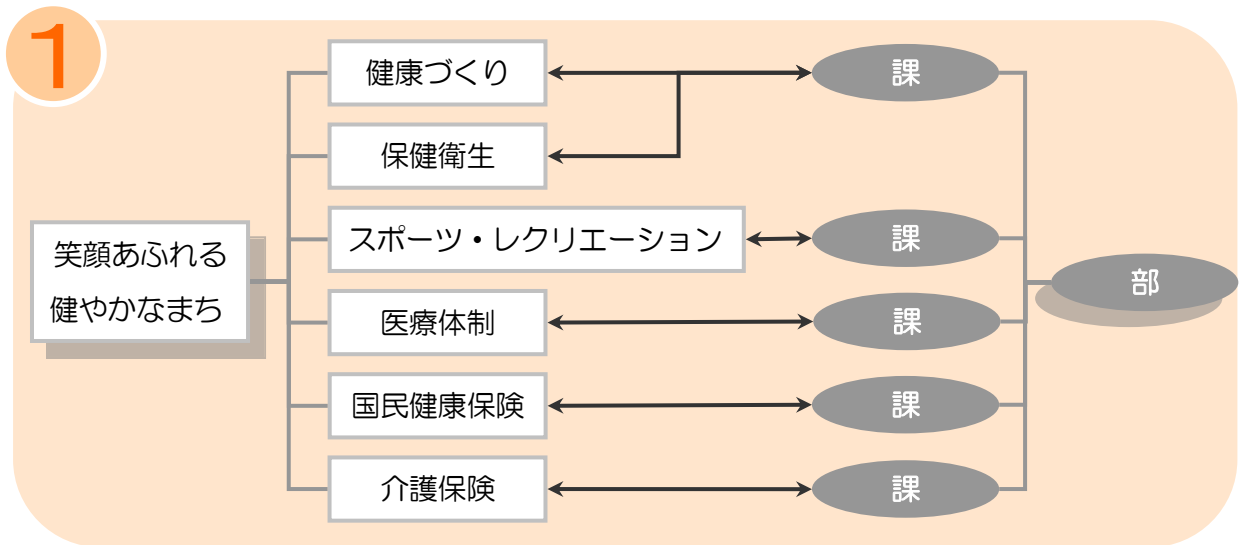 1
健康づくり
課
保健衛生
スポーツ・レクリエーション
課
笑顔あふれる
健やかなまち
部
医療体制
課
国民健康保険
課
介護保険
課